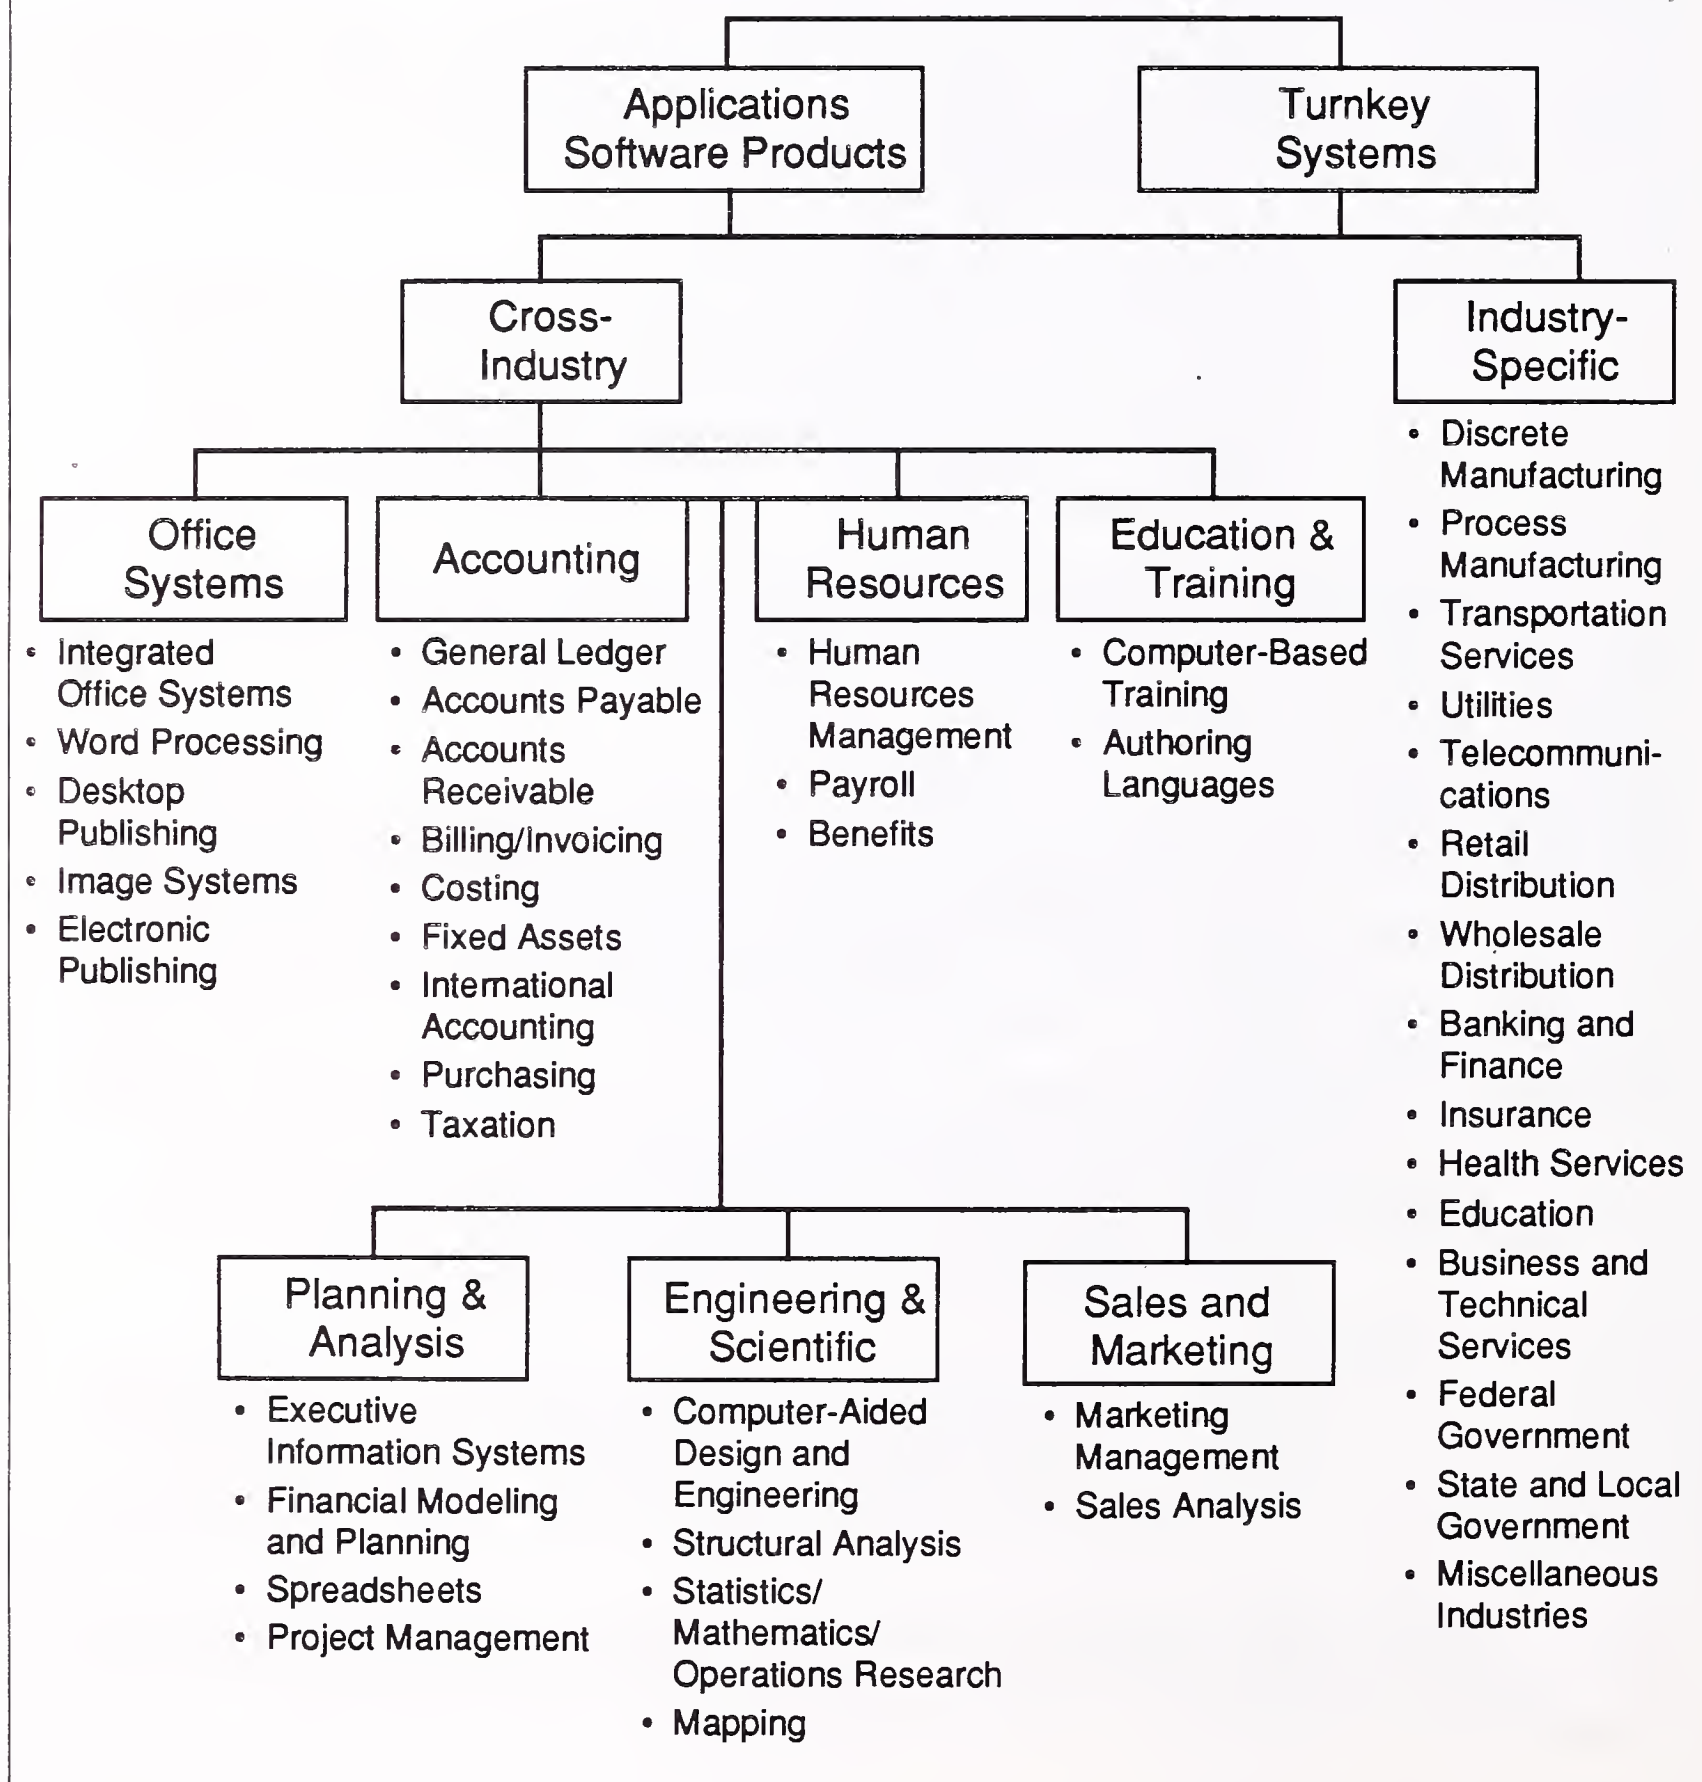 Applications
Software Products
Turnkey
Systems
Cross-
Industry
Industry-
Specific
Office
Systems
• Integrated
Office Systems
• Word Processing
• Desktop
Publishing
• Image Systems
• Electronic
Publishing
Accounting
• General Ledger
• Accounts Payable
• Accounts
Receivable
• Billing/Invoicing
• Costing
• Fixed Assets
• International
Accounting
• Purchasing
• Taxation
Human
Resources
• Human
Resources
Management
• Payroll
• Benefits
Education &
Training
• Computer-Based
Training
• Authoring
Languages
• Discrete
Manufacturing
• Process
Manufacturing
• Transportation
Services
• Utilities
• Telecommuni-
cations
• Retail
Distribution
• Wholesale
Distribution
• Banking and
Finance
• Insurance
• Health Services
• Education
• Business and
Technical
Services
• Federal
Government
• State and Local
Government
• Miscellaneous
Industries
Planning &
Analysis
• Executive
Information Systems
• Financial Modeling
and Planning
• Spreadsheets
• Project Management
Engineering &
Scientific
• Computer-Aided
Design and
Engineering
• Structural Analysis
• Statistics/
Mathematics/
Operations Research
• Mapping
Sales and
Marketing
• Marketing
Management
• Sales Analysis